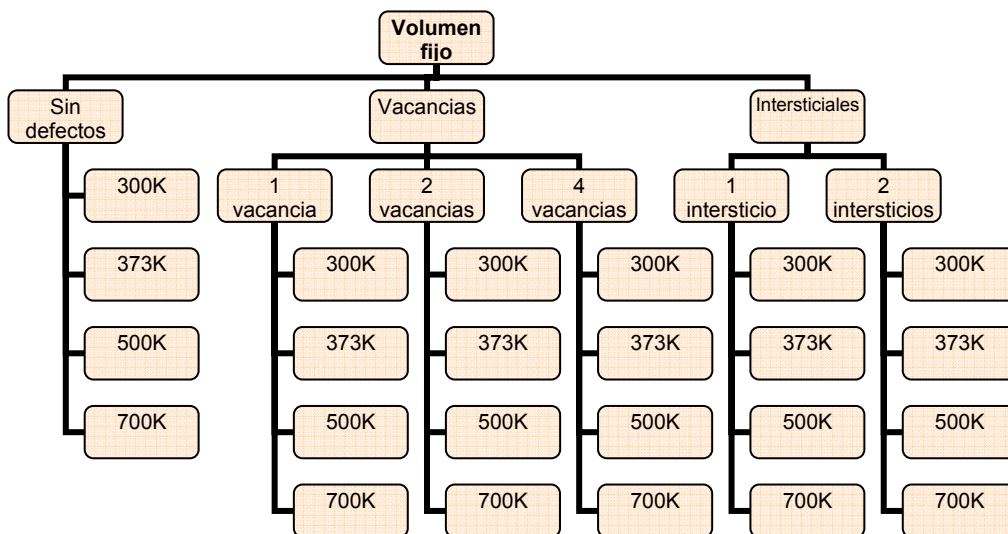 Volumen
fijo
Sin
defectos
Vacancias
Intersticiales
300K
373K
500K
700K
1
vacancia
2
vacancias
4
vacancias
1
intersticio
2
intersticios
300K
373K
500K
700K
300K
373K
500K
700K
300K
373K
500K
700K
300K
373K
500K
700K
300K
373K
500K
700K